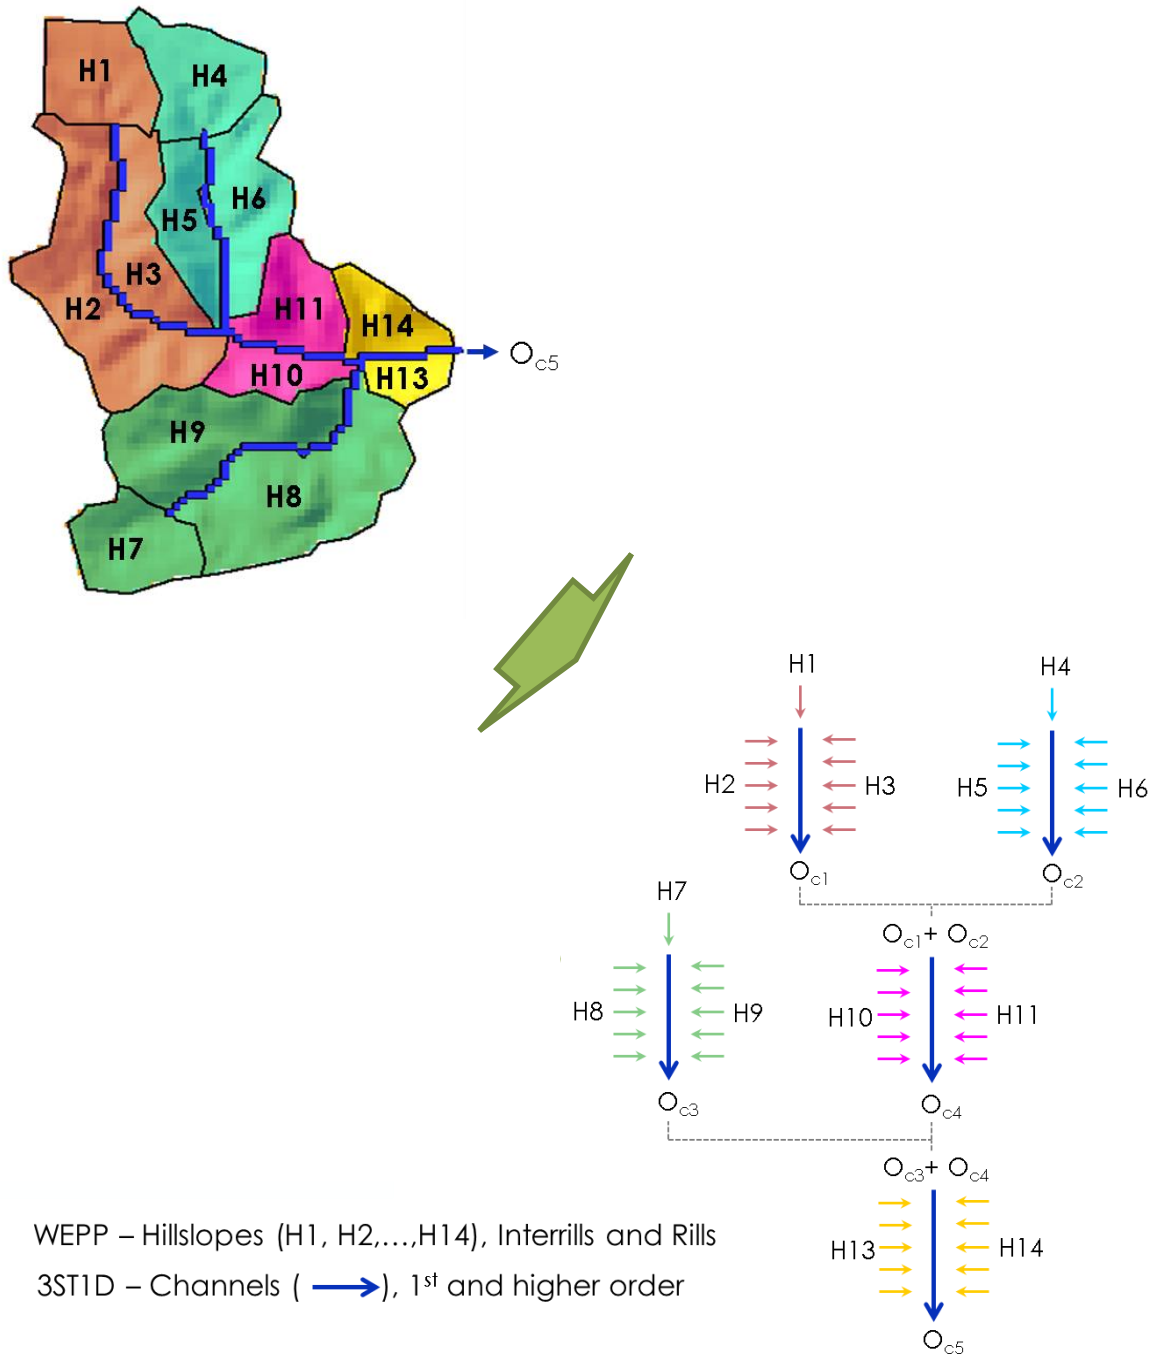 H1
H4
H5
H6
H3
H2
H11
H14
H10
H13
Oc5
H9
H8
H7
H1
H4
H2
H3
H5
H6
Oc1
Oc2
H7
Oc1+ Oc2
H8
H9
H10
H11
Oc3
Oc4
Oc3+ Oc4
H13
H14
Oc5
WEPP – Hillslopes (H1, H2,...,H14), Interrills and Rills
3ST1D – Channels ( → ), 1st and higher order